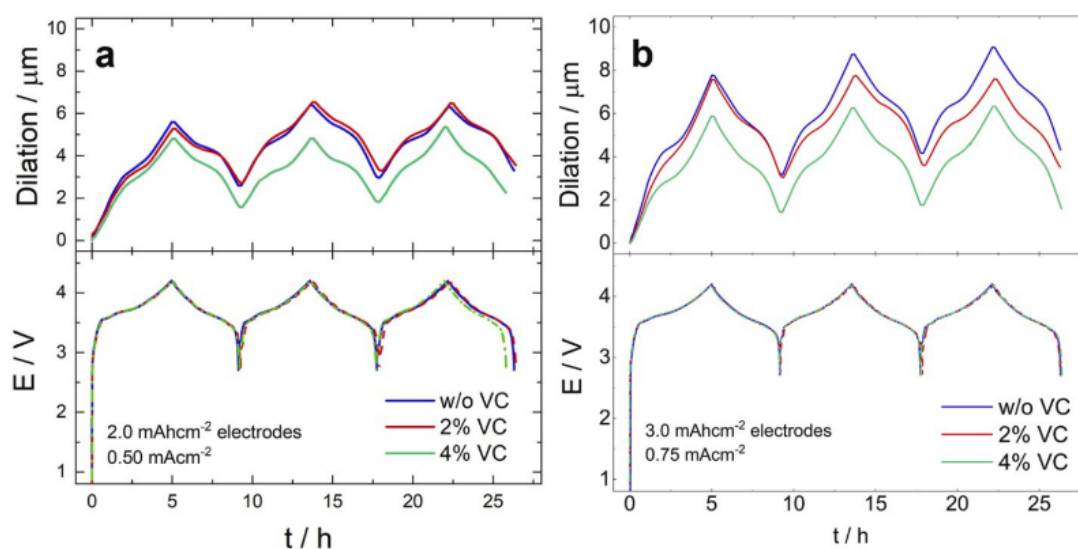 a
Dilation / μm
10
8
6
4
2
0
E / V
4
3
2
1
w/o VC
2% VC
4% VC
2.0 mAhcm⁻² electrodes
0.50 mAcm⁻²
0 5 10 15 20 25
t / h
b
Dilation / μm
10
8
6
4
2
0
E / V
4
3
2
1
w/o VC
2% VC
4% VC
3.0 mAhcm⁻² electrodes
0.75 mAcm⁻²
0 5 10 15 20 25
t / h